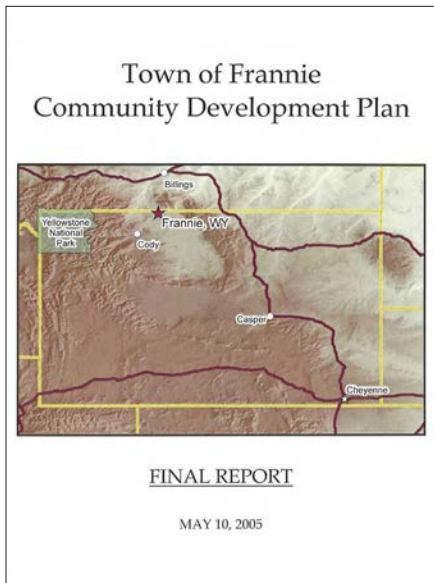 Town of Frannie
Community Development Plan
Billings
Yellowstone
National
Park
Frannie, WY
Cody
Casper
Cheyenne
FINAL REPORT
MAY 10, 2005